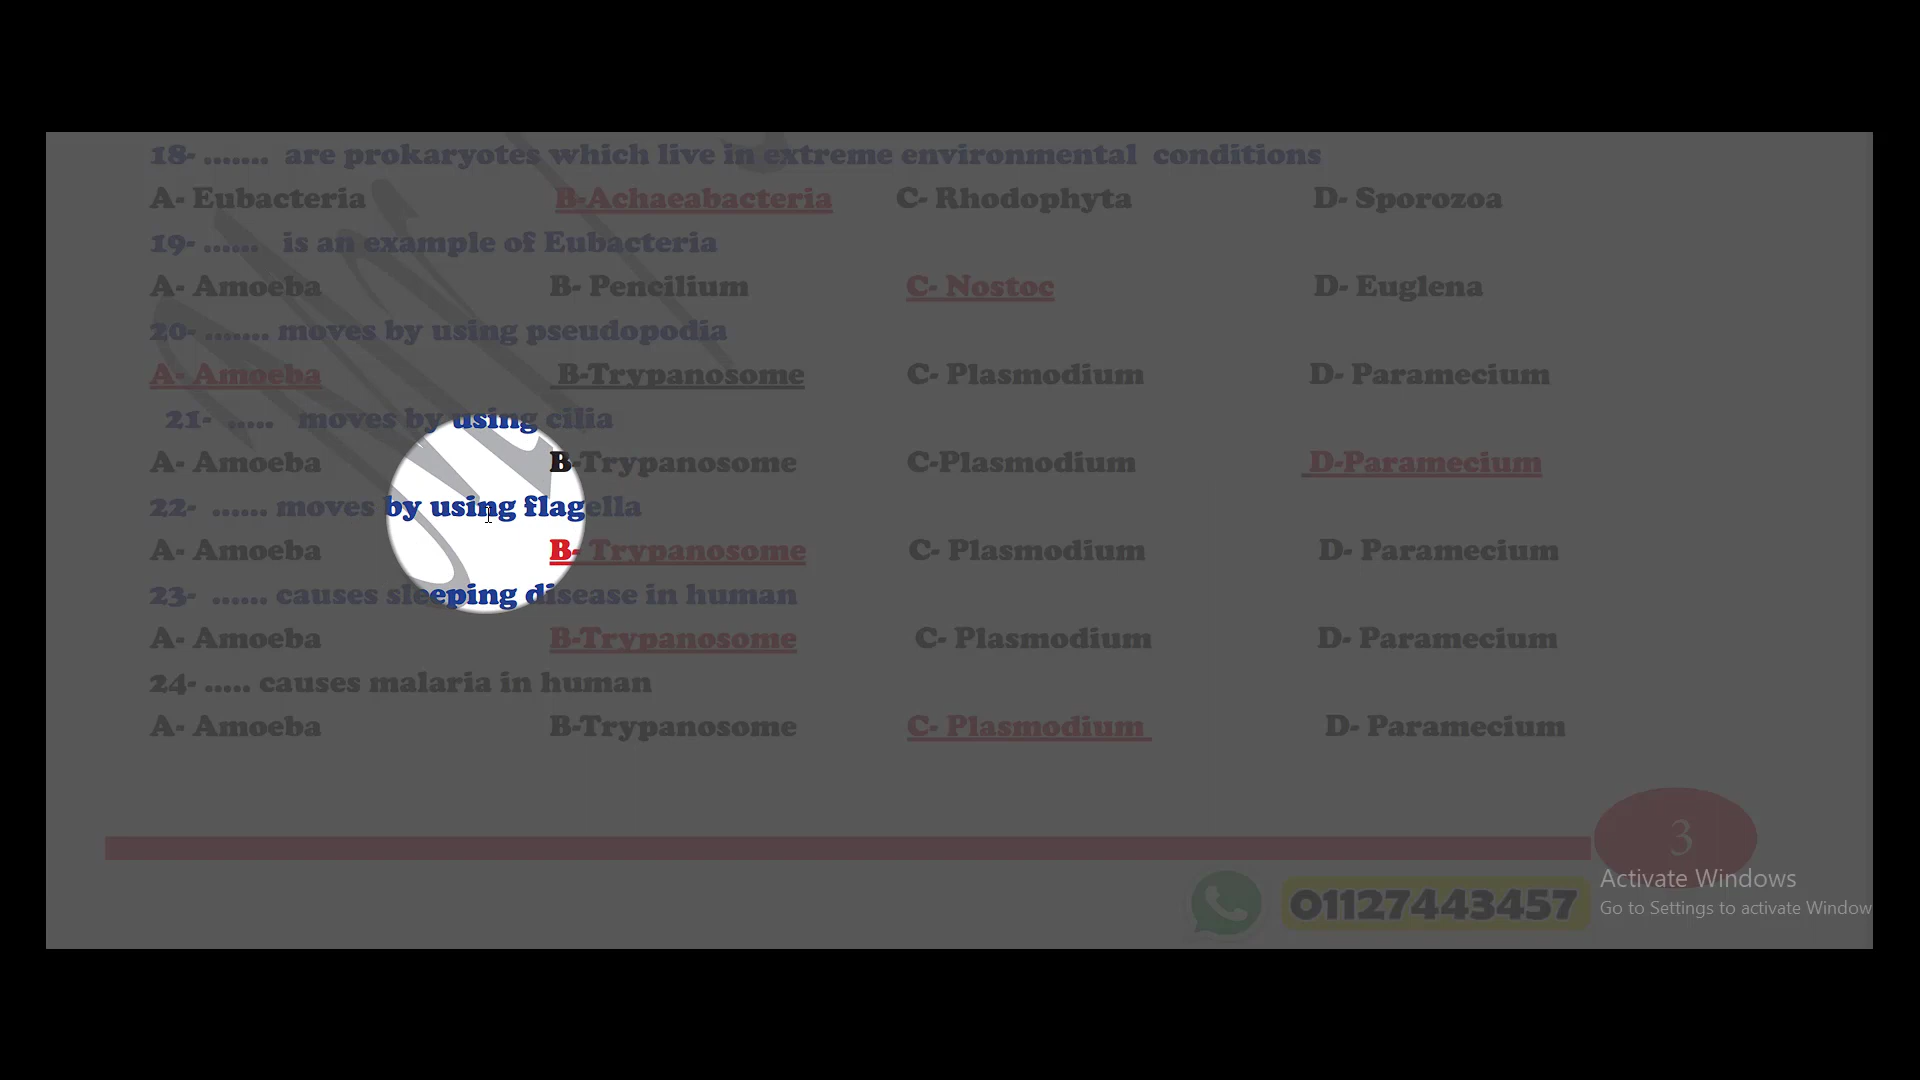 18- ....... are prokaryotes which live in extreme environmental conditions
A- Eubacteria B-Achaeabacteria C- Rhodophyta D- Sporozoa
19- ...... is an example of Eubacteria
A- Amoeba B- Pencilium C- Nostoc D- Euglena
20- ....... moves by using pseudopodia
A- Amoeba B-Trypanosome C- Plasmodium D- Paramecium
21- ..... moves by using cilia
A- Amoeba B-Trypanosome C-Plasmodium D-Paramecium
22- ...... moves by using flagella
A- Amoeba B- Trypanosome C- Plasmodium D- Paramecium
23- ...... causes sleeping disease in human
A- Amoeba B-Trypanosome C- Plasmodium D- Paramecium
24- ..... causes malaria in human
A- Amoeba B-Trypanosome C- Plasmodium D- Paramecium
3
Activate Windows
01127443457 Go to Settings to activate Window